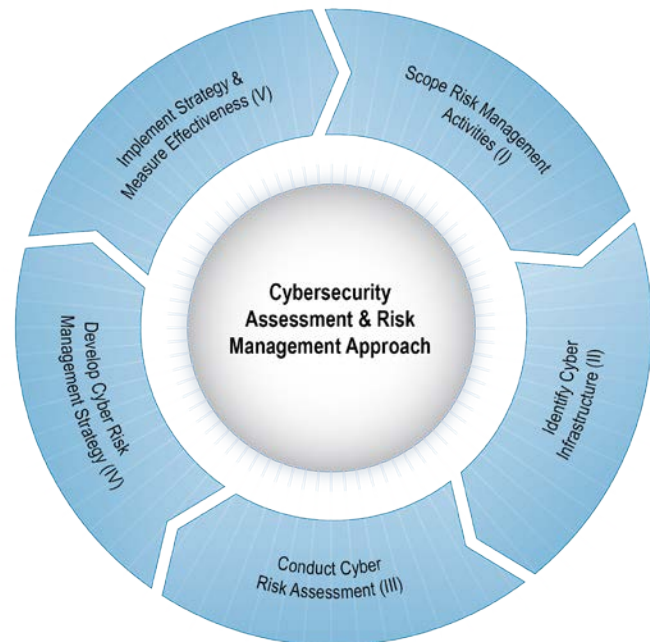 Cybersecurity
Assessment & Risk
Management Approach
Scope Risk Management
Activities (I)
Identify Cyber
Infrastructure (II)
Conduct Cyber
Risk Assessment (III)
Develop Cyber Risk
Management Strategy (IV)
Implement Strategy &
Measure Effectiveness (V)